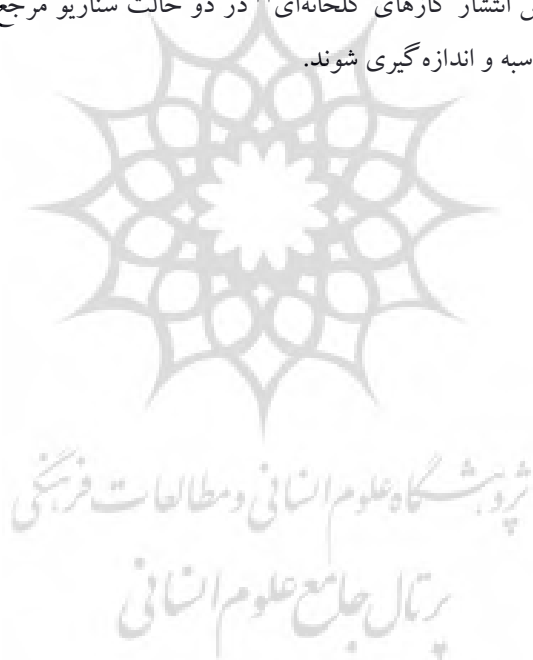 انتشار گازهای گلخانه‌ای" در دو حالت سناریو مرجع
سبه و اندازه گیری شوند.
پژوهشگاه علوم انسانی و مطالعات فرهنگی
پرتال جامع علوم انسانی